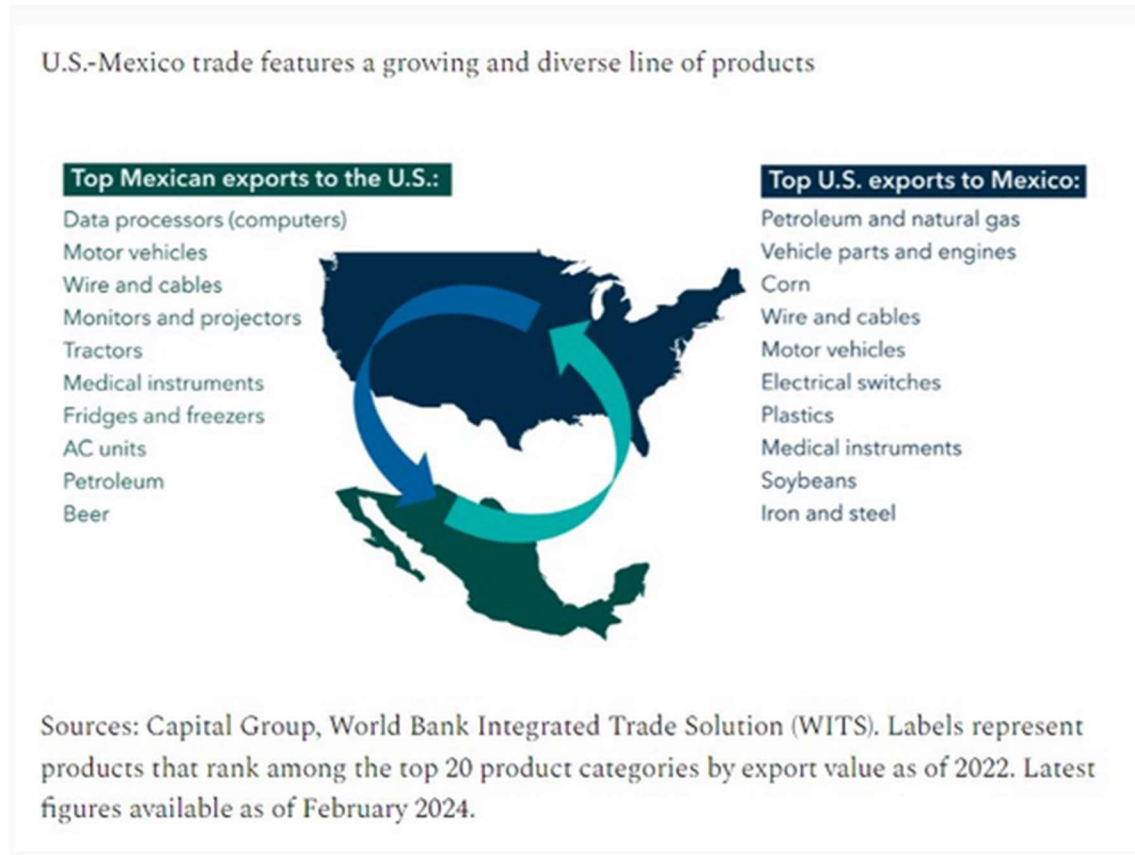 U.S.-Mexico trade features a growing and diverse line of products
Top Mexican exports to the U.S.:
Data processors (computers)
Motor vehicles
Wire and cables
Monitors and projectors
Tractors
Medical instruments
Fridges and freezers
AC units
Petroleum
Beer
Top U.S. exports to Mexico:
Petroleum and natural gas
Vehicle parts and engines
Corn
Wire and cables
Motor vehicles
Electrical switches
Plastics
Medical instruments
Soybeans
Iron and steel
Sources: Capital Group, World Bank Integrated Trade Solution (WITS). Labels represent
products that rank among the top 20 product categories by export value as of 2022. Latest
figures available as of February 2024.